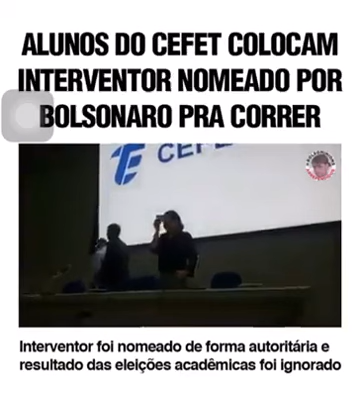 ALUNOS DO CEFET COLOCAM
INTERVENTOR NOMEADO POR
BOLSONARO PRA CORRER
CEFE
Interventor foi nomeado de forma autoritária e
resultado das eleições acadêmicas foi ignorado